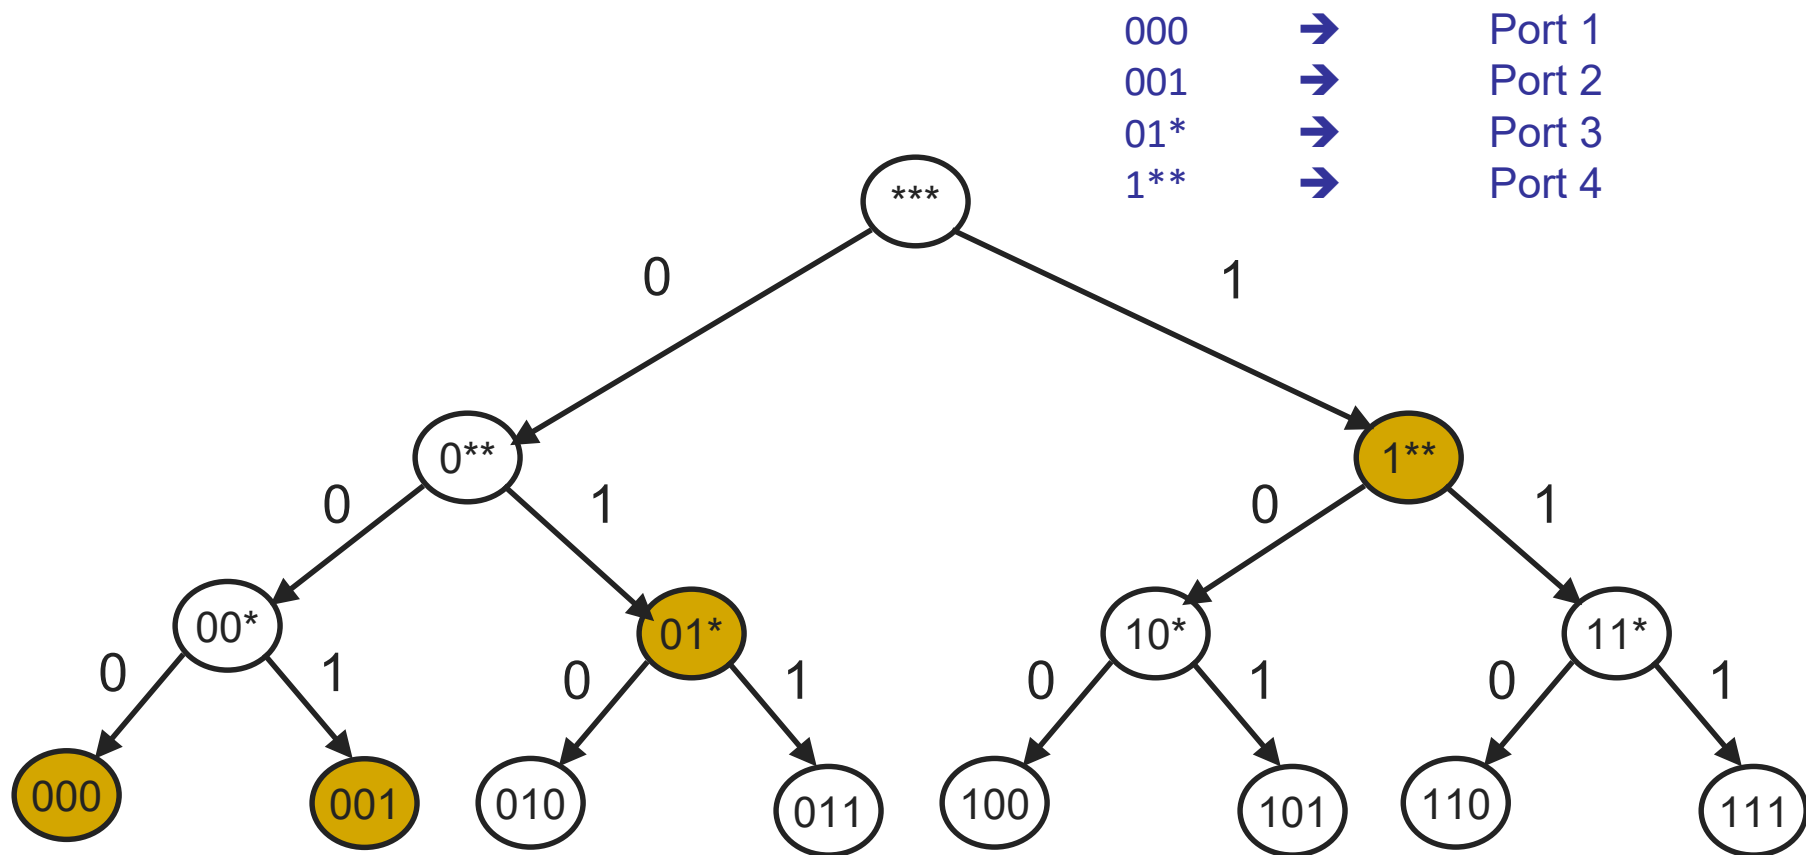 000 ➔ Port 1
001 ➔ Port 2
01* ➔ Port 3
1** ➔ Port 4
***
0 1
0** 1**
0 1 0 1
00* 01* 10* 11*
0 1 0 1 0 1 0 1
000 001 010 011 100 101 110 111